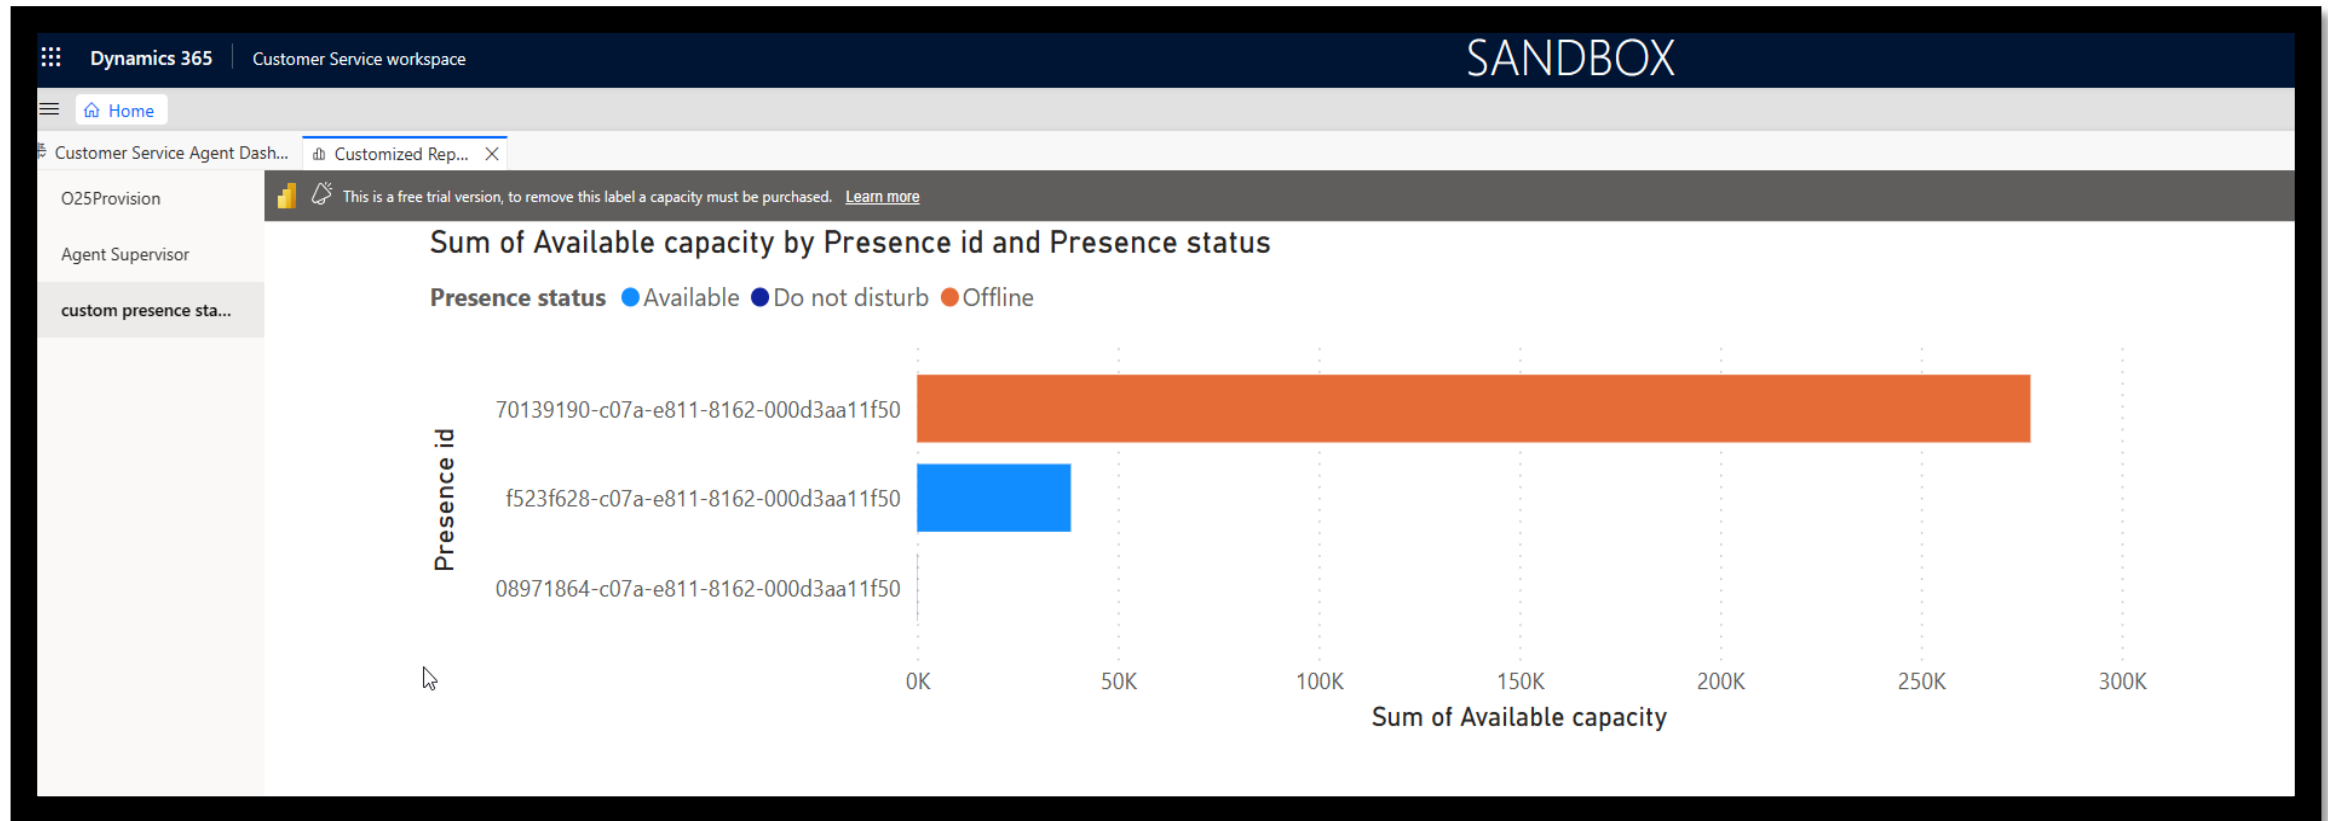 Dynamics 365 Customer Service workspace SANDBOX
Home
Customer Service Agent Dash... Customized Rep...
O25Provision
Agent Supervisor
custom presence sta...
This is a free trial version, to remove this label a capacity must be purchased. Learn more
Sum of Available capacity by Presence id and Presence status
Presence status Available Do not disturb Offline
Presence id
70139190-c07a-e811-8162-000d3aa11f50
f523f628-c07a-e811-8162-000d3aa11f50
08971864-c07a-e811-8162-000d3aa11f50
0K 50K 100K 150K 200K 250K 300K
Sum of Available capacity